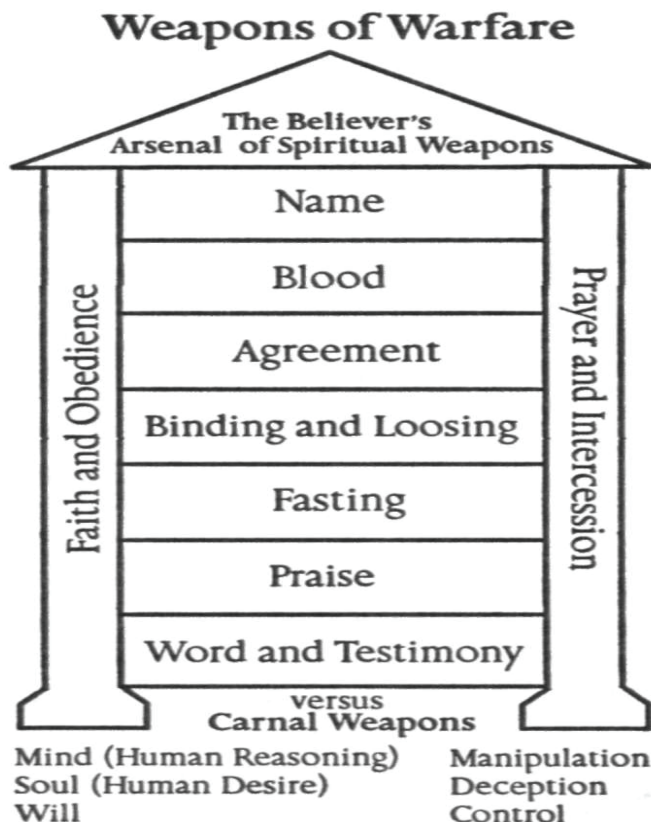 Weapons of Warfare
The Believer's
Arsenal of Spiritual Weapons
Name
Blood
Agreement
Binding and Loosing
Fasting
Praise
Word and Testimony
Faith and Obedience
Prayer and Intercession
versus
Carnal Weapons
Mind (Human Reasoning)
Soul (Human Desire)
Will
Manipulation
Deception
Control